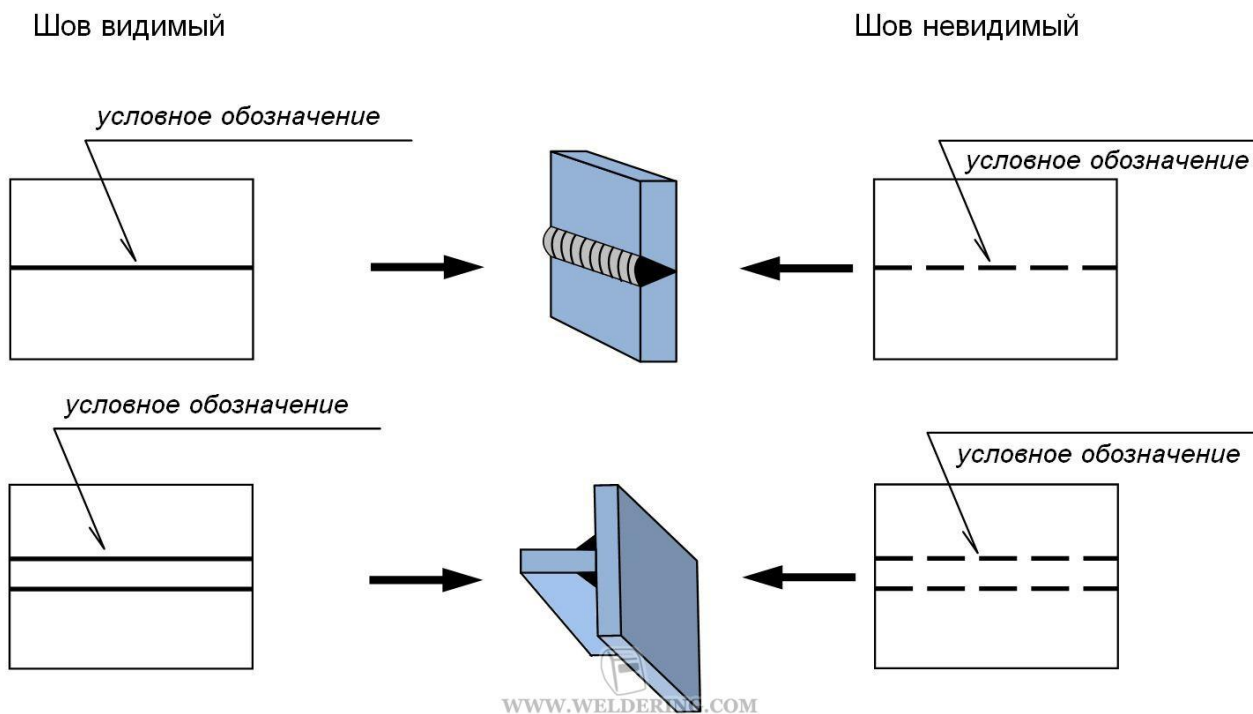 Шов видимый
Шов невидимый
условное обозначение
условное обозначение
условное обозначение
условное обозначение
WWW.WELDERING.COM